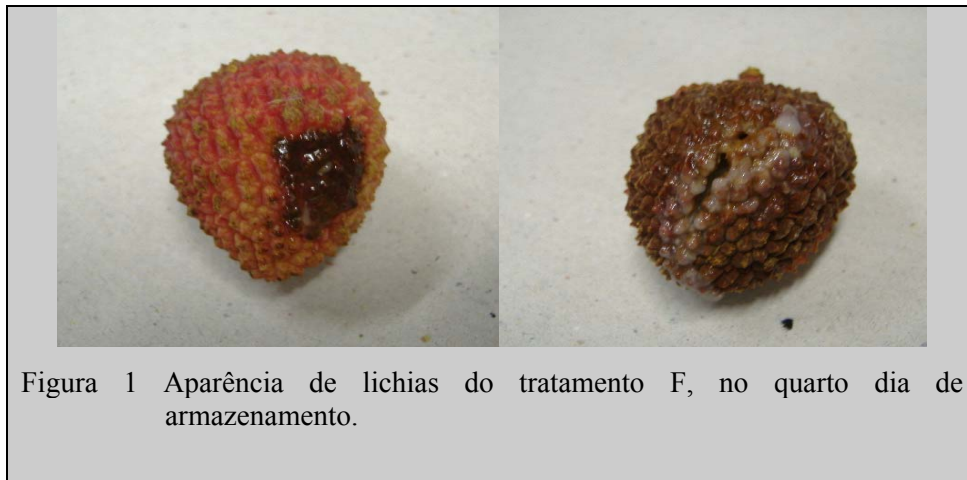 Figura 1 Aparência de lichias do tratamento F, no quarto dia de
armazenamento.